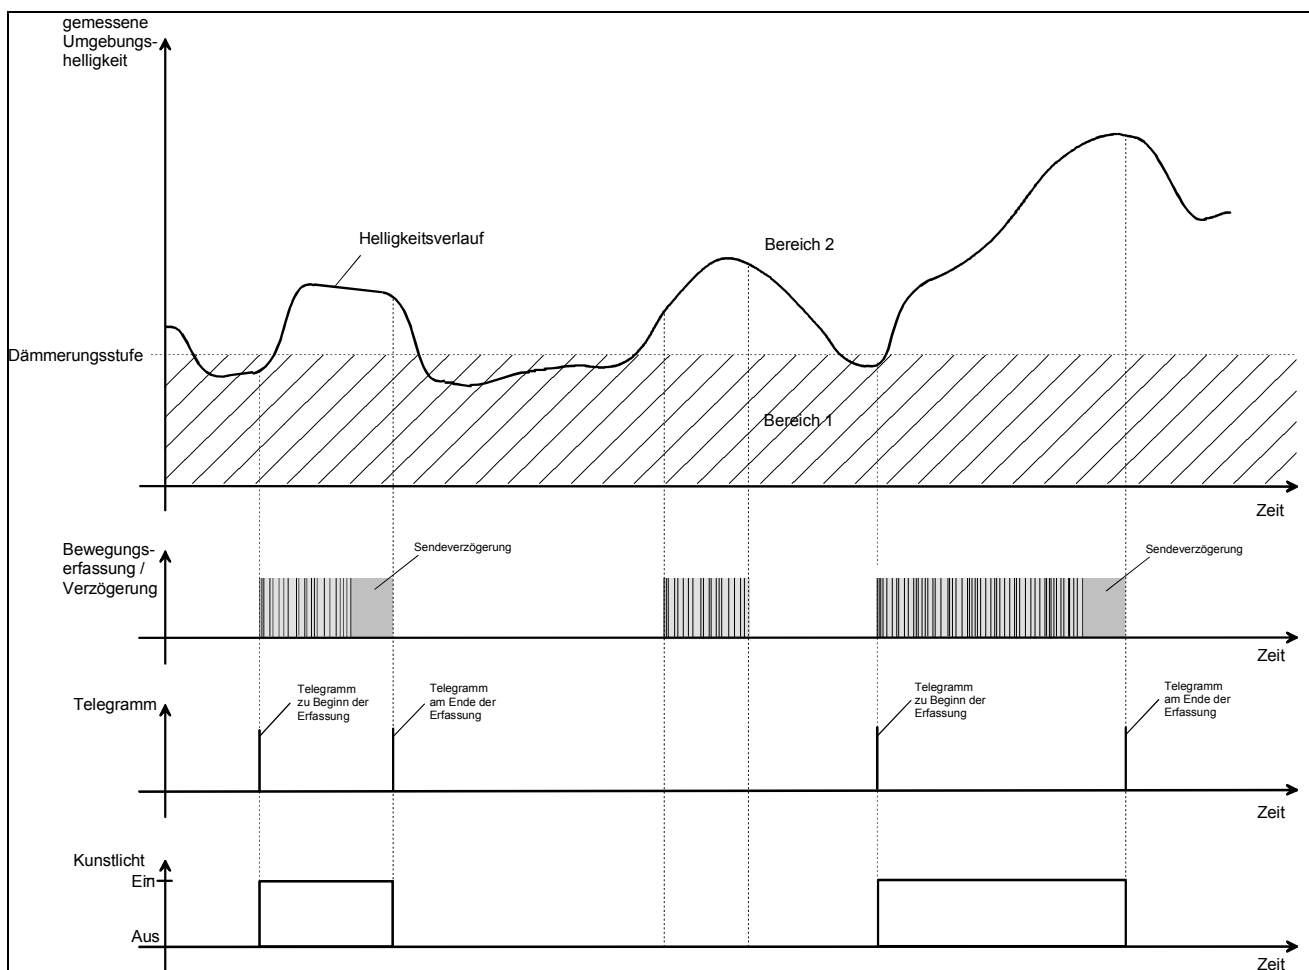 gemessene
Umgebungs-
helligkeit
Helligkeitsverlauf
Bereich 2
Dämmerungsstufe
Bereich 1
Zeit
Bewegungs-
erfassung /
Verzögerung
Sendeverzögerung
Sendeverzögerung
Zeit
Telegramm
Telegramm
zu Beginn der
Erfassung
Telegramm
am Ende der
Erfassung
Telegramm
zu Beginn der
Erfassung
Telegramm
am Ende der
Erfassung
Zeit
Kunstlicht
Ein
Aus
Zeit